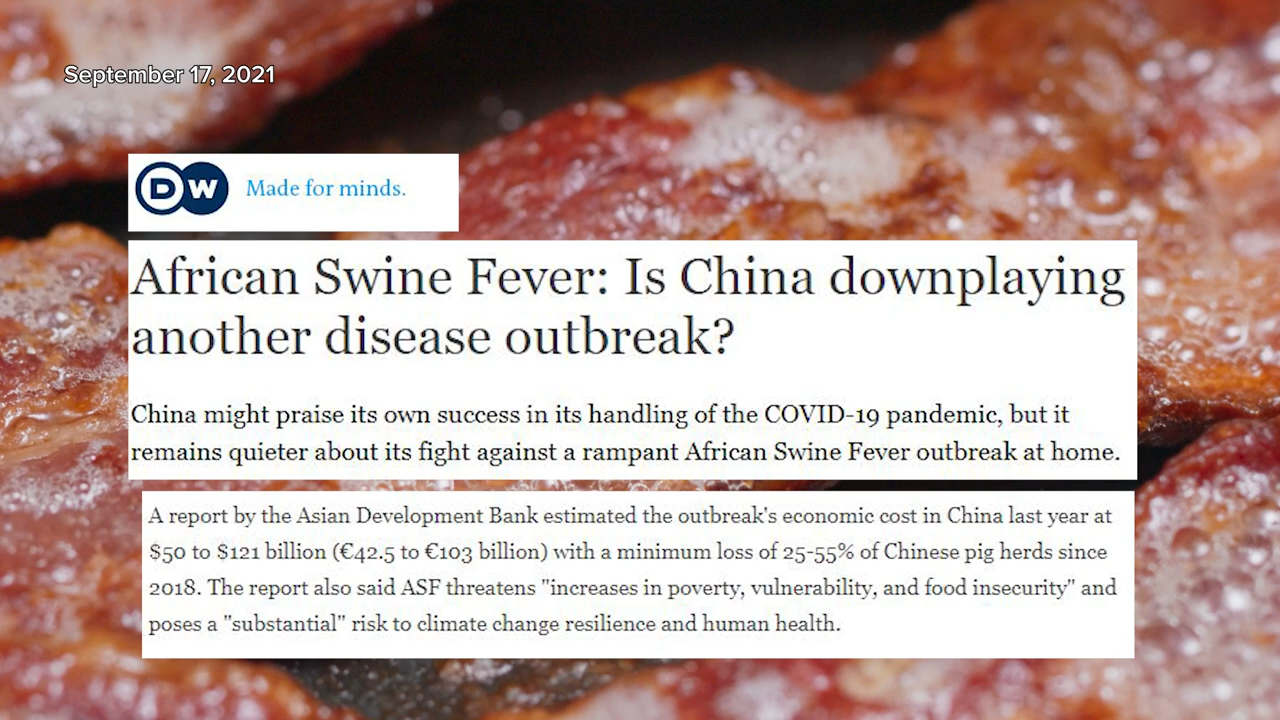 September 17, 2021
DW Made for minds.
African Swine Fever: Is China downplaying
another disease outbreak?
China might praise its own success in its handling of the COVID-19 pandemic, but it
remains quieter about its fight against a rampant African Swine Fever outbreak at home.
A report by the Asian Development Bank estimated the outbreak's economic cost in China last year at
$50 to $121 billion (€42.5 to €103 billion) with a minimum loss of 25-55% of Chinese pig herds since
2018. The report also said ASF threatens "increases in poverty, vulnerability, and food insecurity" and
poses a "substantial" risk to climate change resilience and human health.